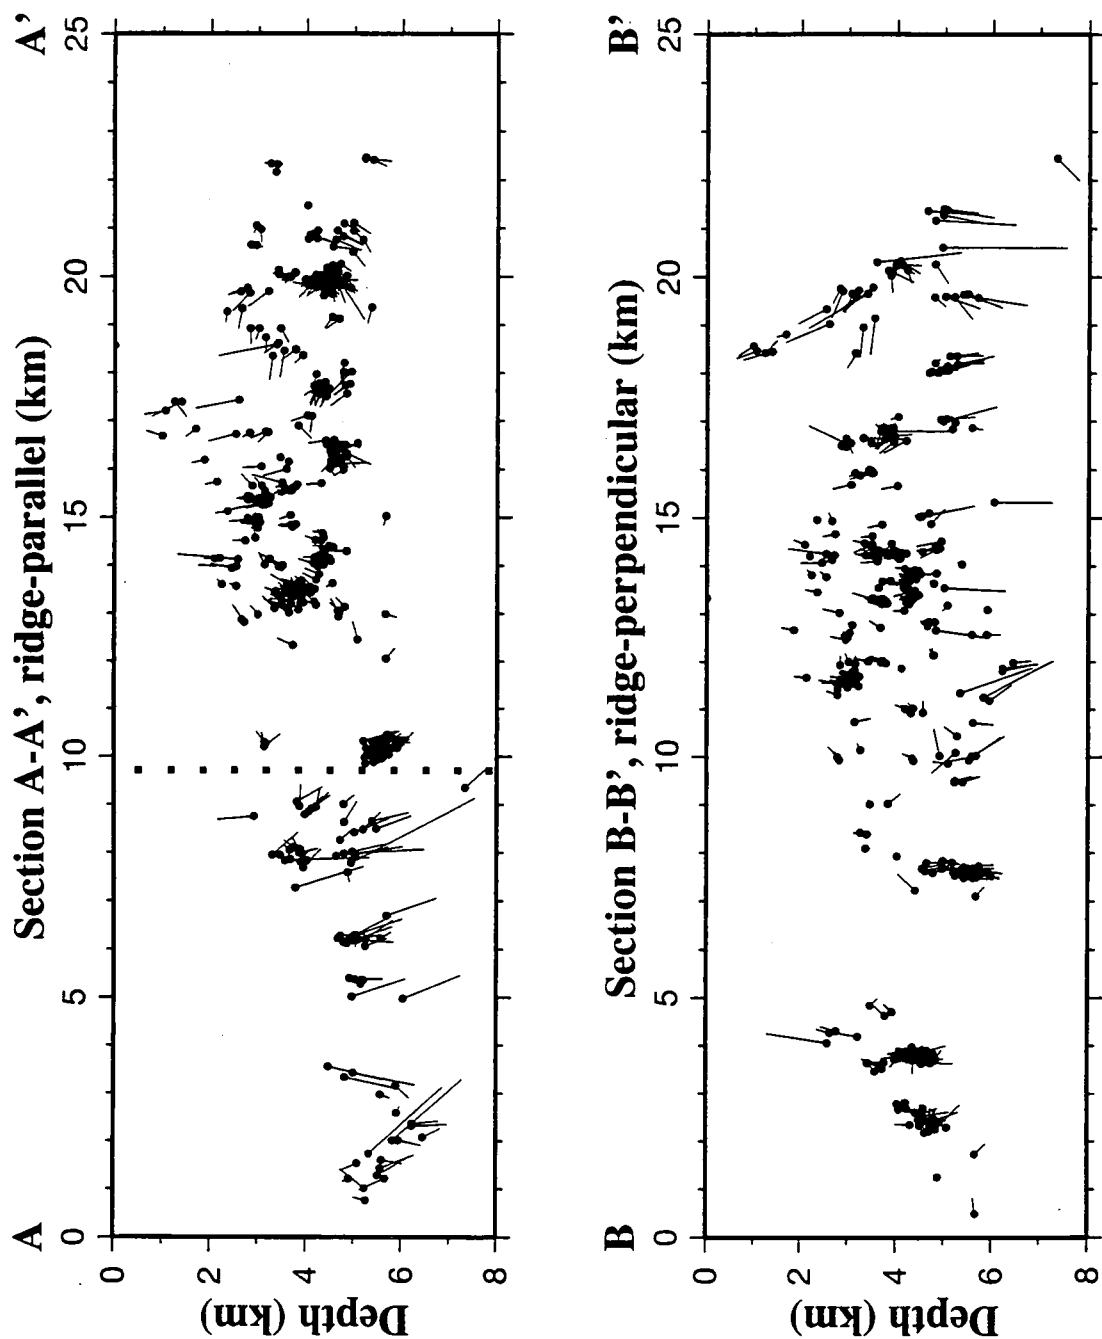 Section A-A', ridge-parallel (km)
A
A'
0
5
10
15
20
25
0
2
4
6
8
Depth (km)
Section B-B', ridge-perpendicular (km)
B
B'
0
5
10
15
20
25
0
2
4
6
8
Depth (km)